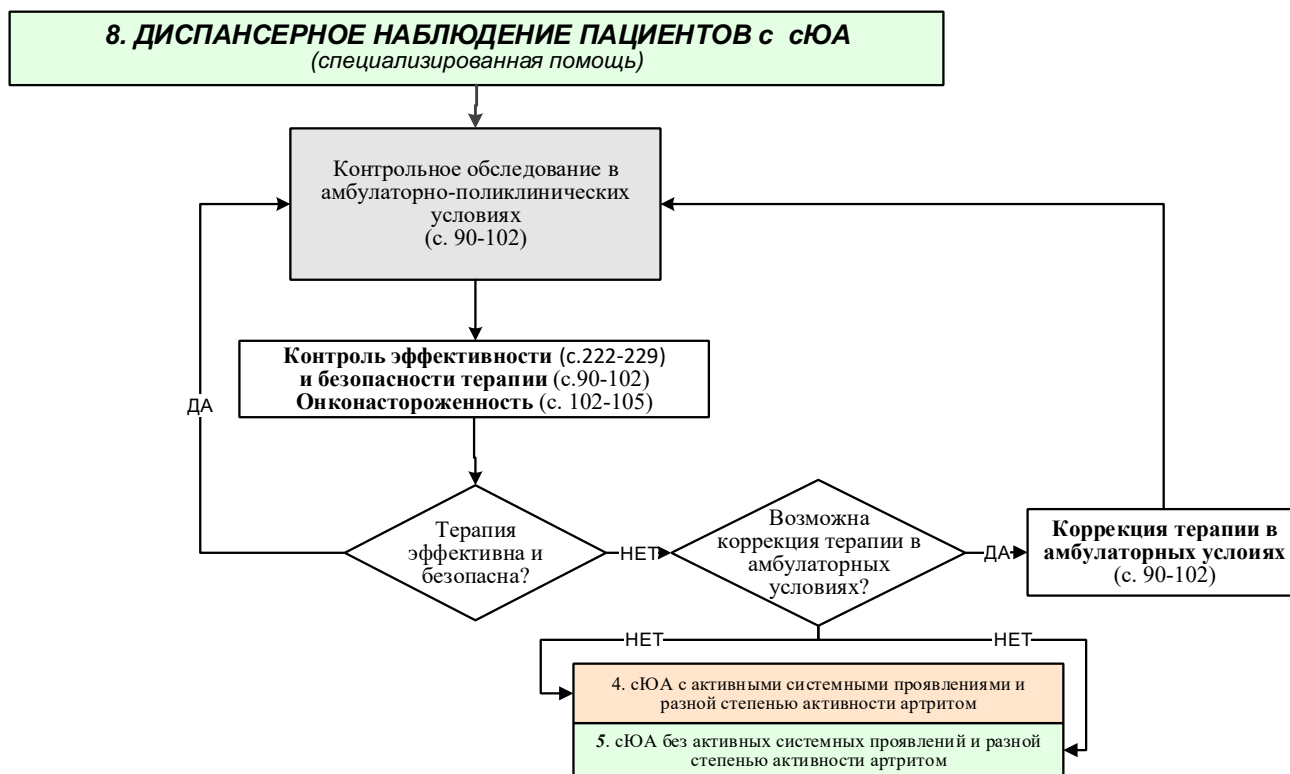 8. ДИСПАНСЕРНОЕ НАБЛЮДЕНИЕ ПАЦИЕНТОВ с сЮА
(специализированная помощь)
Контрольное обследование в
амбулаторно-поликлинических
условиях
(с. 90-102)
Контроль эффективности (с.222-229)
и безопасности терапии (с.90-102)
Онконастороженность (с. 102-105)
ДА
Терапия
эффективна и
безопасна?
НЕТ
Возможна
коррекция терапии в
амбулаторных
условиях?
ДА
Коррекция терапии в
амбулаторных услоиях
(с. 90-102)
НЕТ
НЕТ
4. сЮА с активными системными проявлениями и
разной степенью активности артритом
5. сЮА без активных системных проявлений и разной
степенью активности артритом